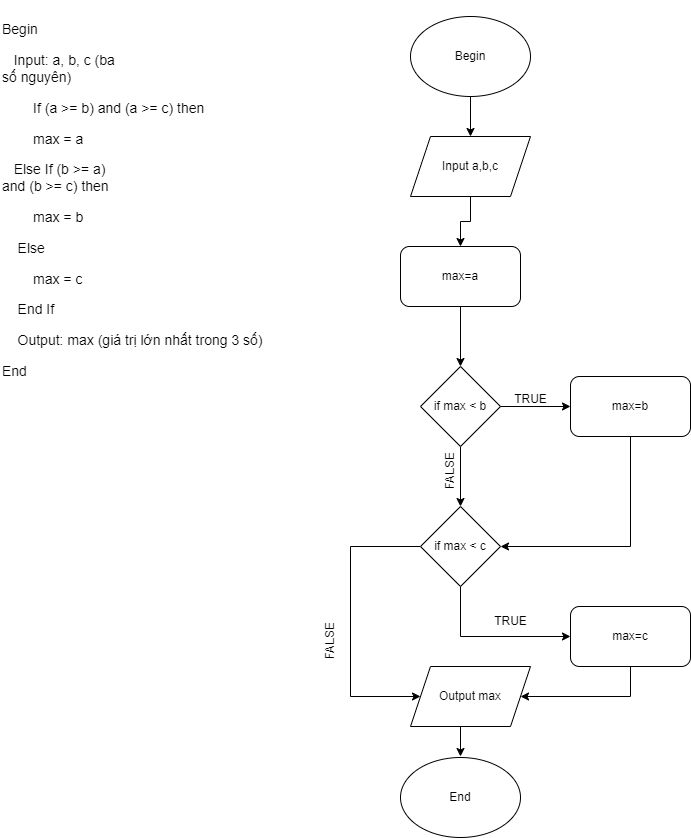 Begin
Input: a, b, c (ba
số nguyên)
If (a >= b) and (a >= c) then
max = a
Else If (b >= a)
and (b >= c) then
max = b
Else
max = c
End If
Output: max (giá trị lớn nhất trong 3 số)
End
Begin
Input a,b,c
max=a
if max < b
TRUE
max=b
FALSE
if max < c
TRUE
max=c
FALSE
Output max
End